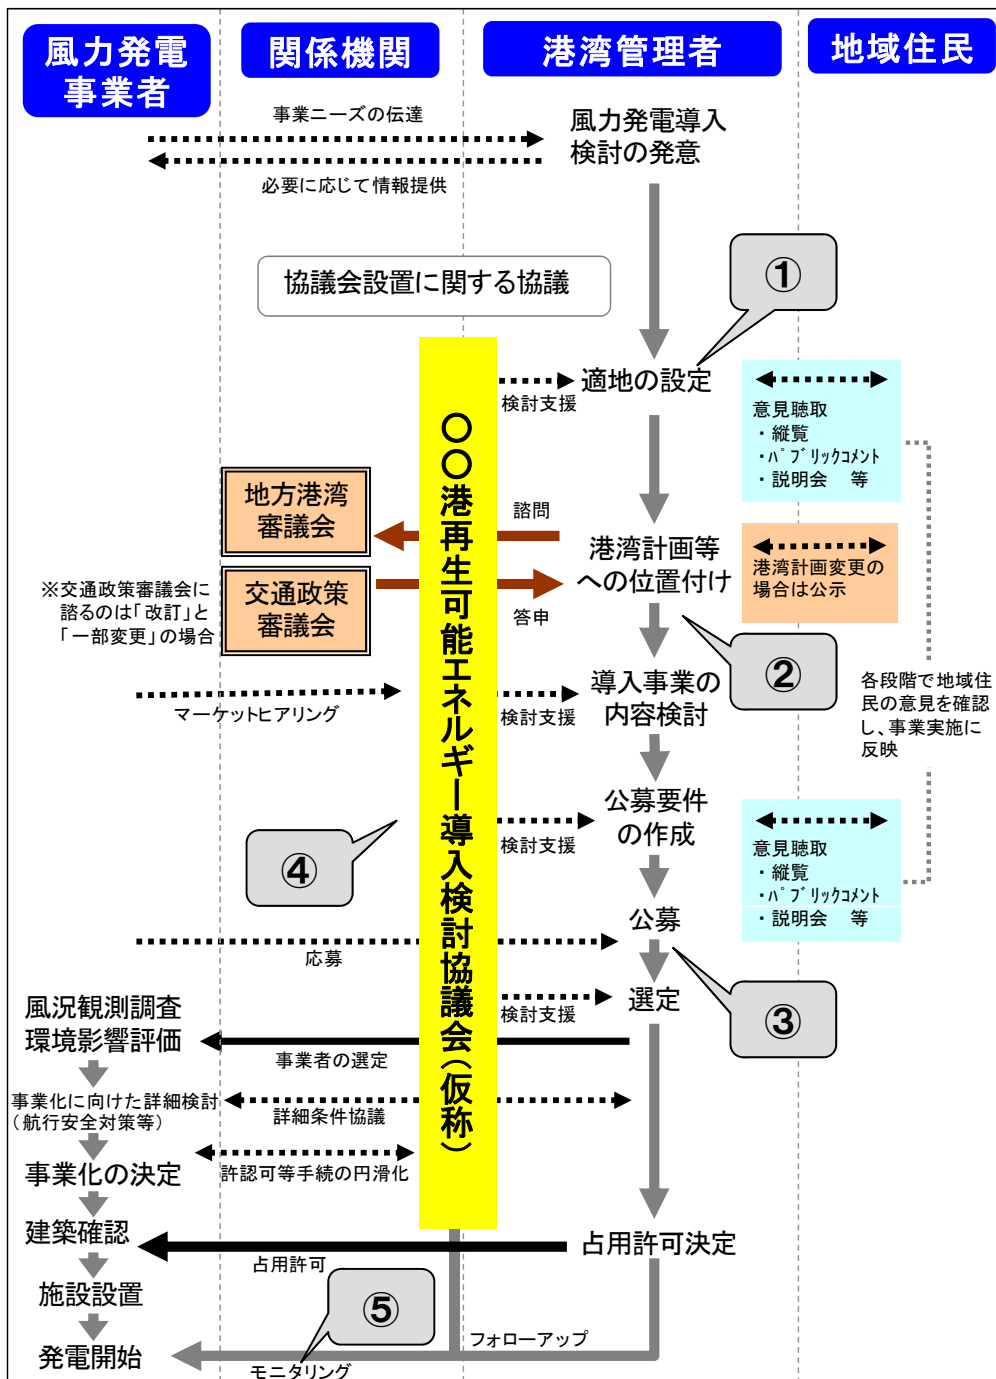 風力発電
事業者
関係機関
港湾管理者
地域住民
事業ニーズの伝達
必要に応じて情報提供
風力発電導入
検討の発意
協議会設置に関する協議
①
適地の設定
検討支援
意見聴取
・縦覧
・ﾊﾟﾌﾞﾘｯｸｺﾒﾝﾄ
・説明会 等
〇〇港再生可能エネルギー導入検討協議会(仮称)
地方港湾
審議会
諮問
港湾計画等
への位置付け
港湾計画変更の
場合は公示
※交通政策審議会に
諮るのは「改訂」と
「一部変更」の場合
交通政策
審議会
答申
②
導入事業の
内容検討
マーケットヒアリング
検討支援
各段階で地域住
民の意見を確認
し、事業実施に
反映
公募要件
の作成
検討支援
意見聴取
・縦覧
・ﾊﾟﾌﾞﾘｯｸｺﾒﾝﾄ
・説明会 等
④
公募
応募
選定
検討支援
③
風況観測調査
環境影響評価
事業者の選定
事業化に向けた詳細検討
(航行安全対策等)
詳細条件協議
事業化の決定
許認可等手続の円滑化
建築確認
占用許可決定
占用許可
施設設置
⑤
フォローアップ
発電開始
モニタリング